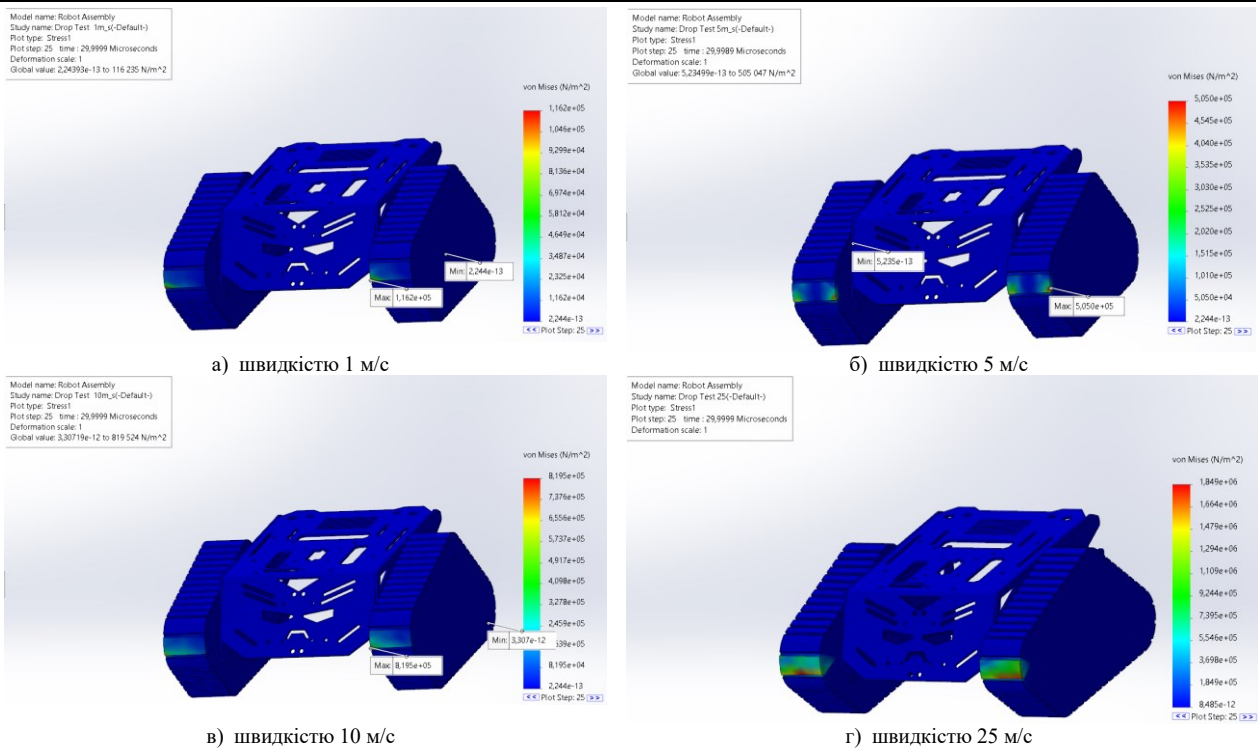 Model name: Robot Assembly
Study name: Drop Test 1m_s(-Default-)
Plot type: Stress1
Plot step: 25 time : 29,9999 Microseconds
Deformation scale: 1
Global value: 2,24393e-13 to 116 235 N/m^2
von Mises (N/m^2)
1,162e+05
1,046e+05
9,299e+04
8,136e+04
6,974e+04
5,812e+04
4,649e+04
3,487e+04
2,325e+04
1,162e+04
2,244e-13
<< Plot Step: 25 >>
Min: 2,244e-13
Max: 1,162e+05
а) швидкістю 1 м/с
Model name: Robot Assembly
Study name: Drop Test 5m_s(-Default-)
Plot type: Stress1
Plot step: 25 time : 29,9989 Microseconds
Deformation scale: 1
Global value: 5,23499e-13 to 505 047 N/m^2
von Mises (N/m^2)
5,050e+05
4,545e+05
4,040e+05
3,535e+05
3,030e+05
2,525e+05
2,020e+05
1,515e+05
1,010e+05
5,050e+04
2,244e-13
<< Plot Step: 25 >>
Min: 5,235e-13
Max: 5,050e+05
б) швидкістю 5 м/с
Model name: Robot Assembly
Study name: Drop Test 10m_s(-Default-)
Plot type: Stress1
Plot step: 25 time : 29,9999 Microseconds
Deformation scale: 1
Global value: 3,30719e-12 to 819 524 N/m^2
von Mises (N/m^2)
8,195e+05
7,376e+05
6,556e+05
5,737e+05
4,917e+05
4,098e+05
3,278e+05
2,459e+05
539e+05
8,195e+04
2,244e-13
<< Plot Step: 25 >>
Min: 3,307e-12
Max: 8,195e+05
в) швидкістю 10 м/с
Model name: Robot Assembly
Study name: Drop Test 25(-Default-)
Plot type: Stress1
Plot step: 25 time : 29,9999 Microseconds
Deformation scale: 1
von Mises (N/m^2)
1,849e+06
1,664e+06
1,479e+06
1,294e+06
1,109e+06
9,244e+05
7,395e+05
5,546e+05
3,698e+05
1,849e+05
8,485e-12
<< Plot Step: 25 >>
г) швидкістю 25 м/с